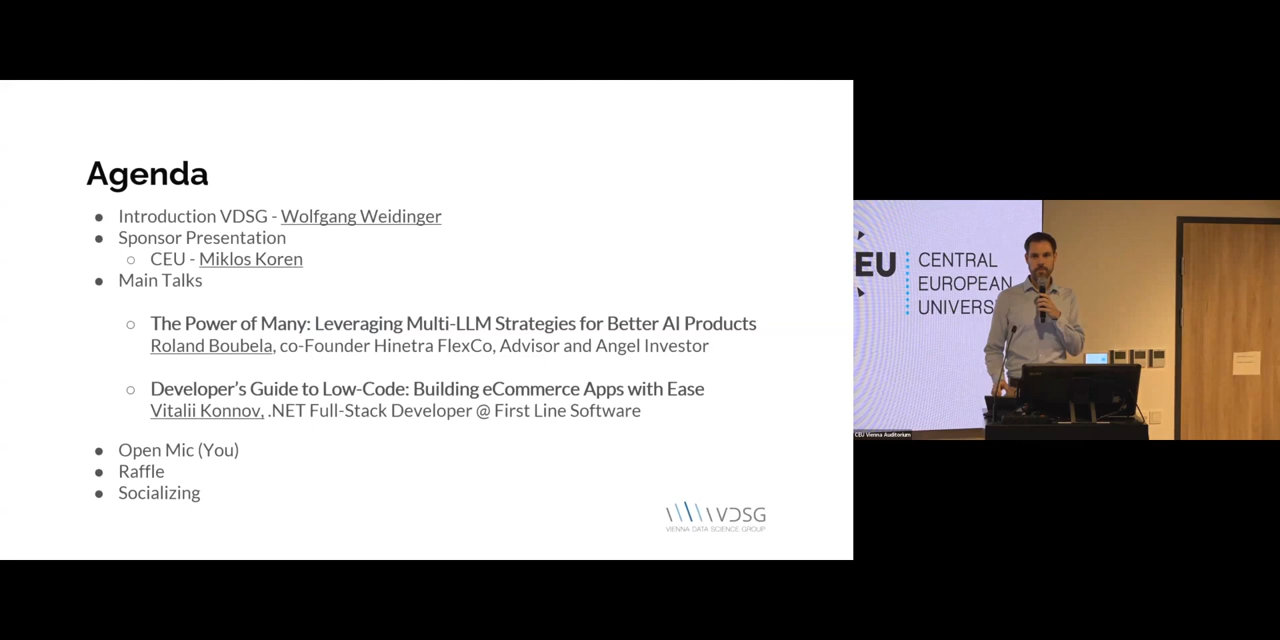 Agenda
● Introduction VDSG - Wolfgang Weidinger
● Sponsor Presentation
○ CEU - Miklos Koren
● Main Talks
○ The Power of Many: Leveraging Multi-LLM Strategies for Better AI Products
Roland Boubela, co-Founder Hinetra FlexCo, Advisor and Angel Investor
○ Developer's Guide to Low-Code: Building eCommerce Apps with Ease
Vitalii Konnov, .NET Full-Stack Developer @ First Line Software
● Open Mic (You)
● Raffle
● Socializing
VDSG
VIENNA DATA SCIENCE GROUP
EU
CENTRAL
EUROPEAN
UNIVERS
CEU Vienna Auditorium